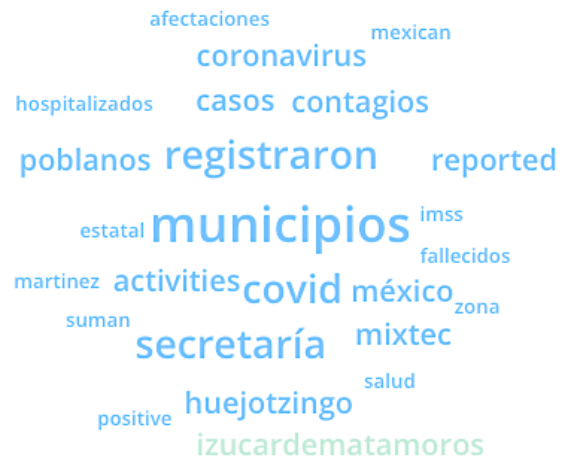 afectaciones
mexican
coronavirus
hospitalizados casos contagios
poblanos registraron reported
imss
estatal municipios
fallecidos
martinez activities covid méxico
zona
suman
secretaría mixtec
salud
huejotzingo
positive
izucardematamoros